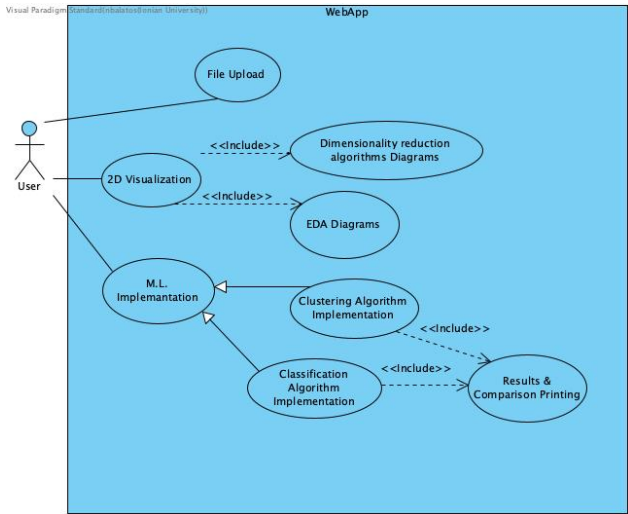 Visual Paradigm Standard(nbalatos(Ionian University))
WebApp
File Upload
User
2D Visualization
<<Include>>
Dimensionality reduction
algorithms Diagrams
<<Include>>
EDA Diagrams
M.L.
Implemantation
Clustering Algorithm
Implementation
<<Include>>
Classification
Algorithm
Implementation
<<Include>>
Results &
Comparison Printing